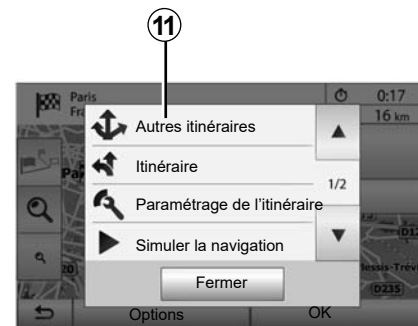 11
Paris
0:17
Fra
16 km
Autres itinéraires
Itinéraire
1/2
Paramétrage de l'itinéraire
Simuler la navigation
Fermer
D235
Options
OK